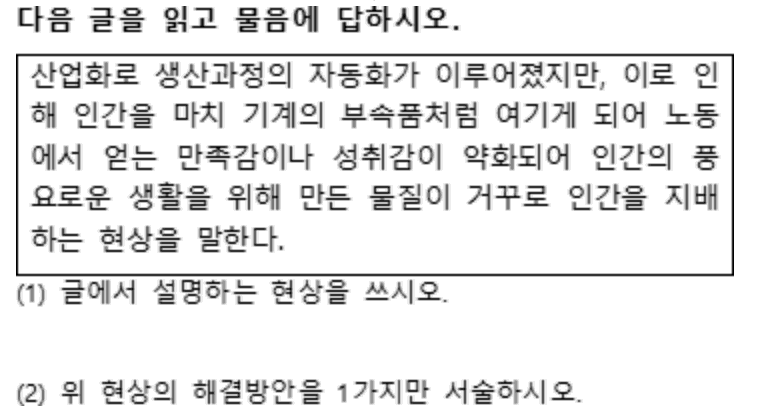 다음 글을 읽고 물음에 답하시오.
산업화로 생산과정의 자동화가 이루어졌지만, 이로 인
해 인간을 마치 기계의 부속품처럼 여기게 되어 노동
에서 얻는 만족감이나 성취감이 약화되어 인간의 풍
요로운 생활을 위해 만든 물질이 거꾸로 인간을 지배
하는 현상을 말한다.
(1) 글에서 설명하는 현상을 쓰시오.
(2) 위 현상의 해결방안을 1가지만 서술하시오.